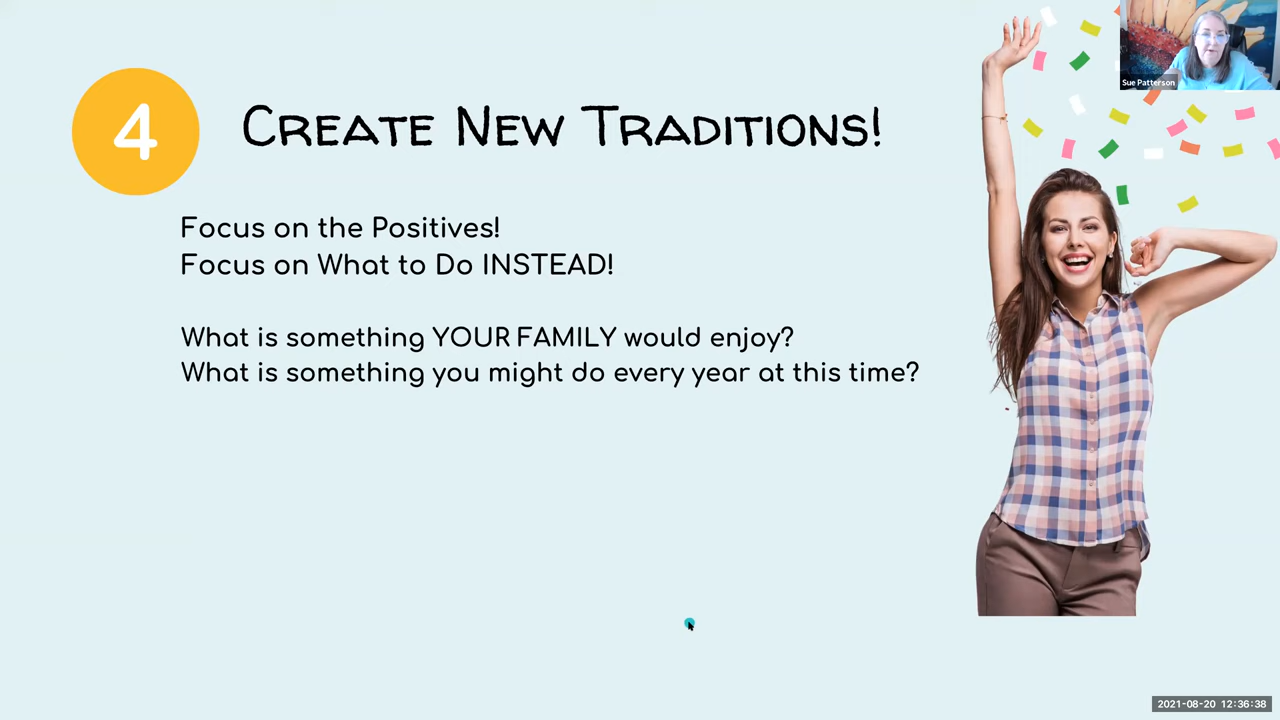 4
Create New Traditions!
Focus on the Positives!
Focus on What to Do INSTEAD!
What is something YOUR FAMILY would enjoy?
What is something you might do every year at this time?
Sue Patterson
2021-08-20 12:36:38